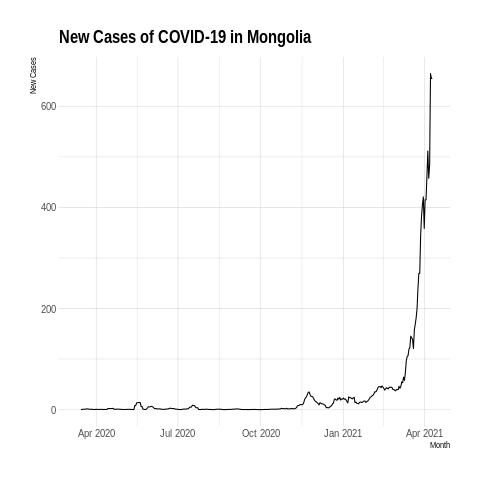 New Cases of COVID-19 in Mongolia
New Cases
600
400
200
0
Apr 2020 Jul 2020 Oct 2020 Jan 2021 Apr 2021
Month